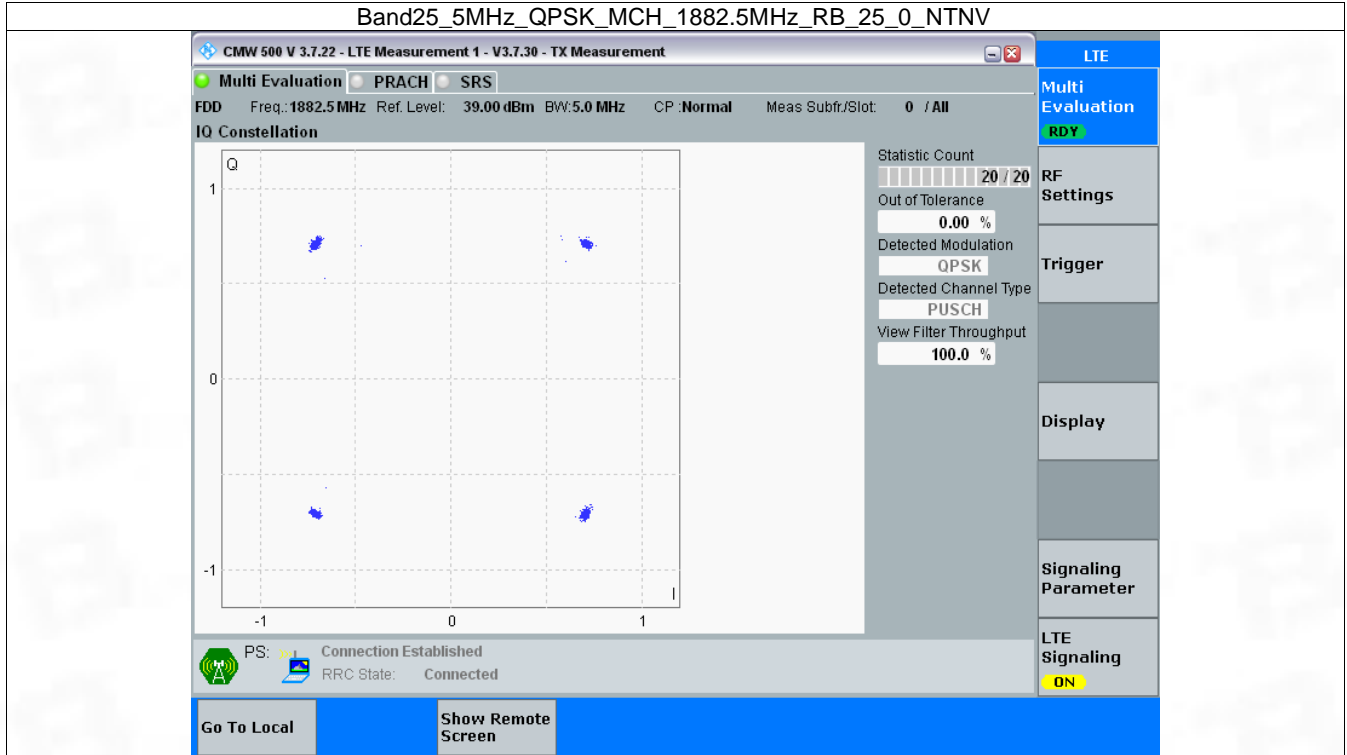 Band25_5MHz_QPSK_MCH_1882.5MHz_RB_25_0_NTNV
CMW 500 V 3.7.22 - LTE Measurement 1 - V3.7.30 - TX Measurement
LTE
Multi Evaluation PRACH SRS
Multi
Evaluation
RDY
FDD Freq.: 1882.5 MHz Ref. Level: 39.00 dBm BW: 5.0 MHz CP : Normal Meas Subfr./Slot: 0 / All
IQ Constellation
Q
1
0
-1
I
-1 0 1
Statistic Count
20 / 20
Out of Tolerance
0.00 %
Detected Modulation
QPSK
Detected Channel Type
PUSCH
View Filter Throughput
100.0 %
RF
Settings
Trigger
Display
Signaling
Parameter
LTE
Signaling
ON
PS: Connection Established
RRC State: Connected
Go To Local
Show Remote
Screen